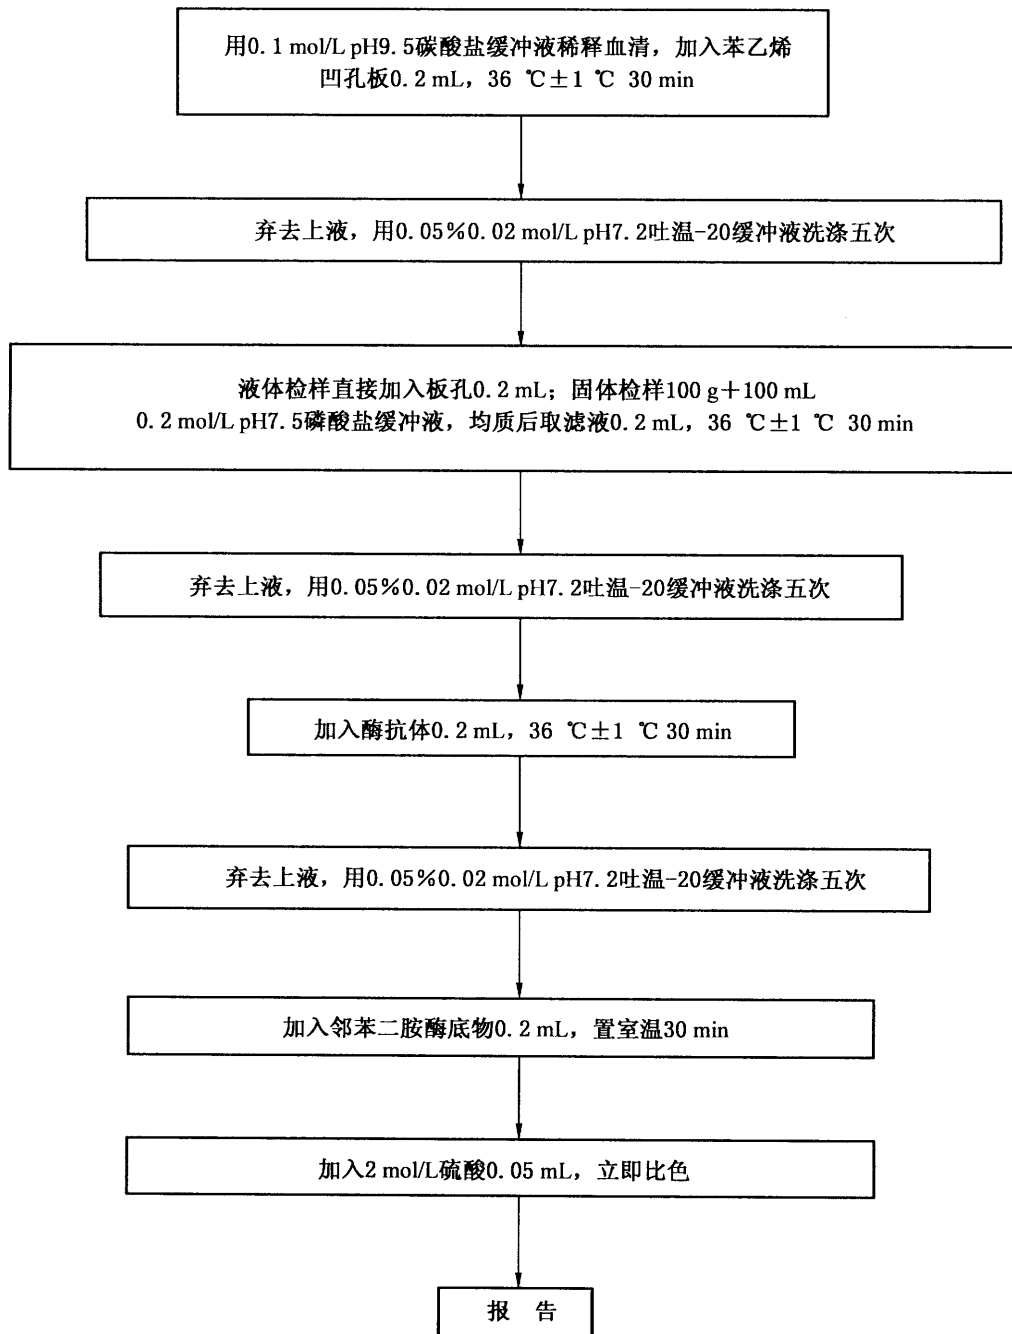 用0.1 mol/L pH9.5碳酸盐缓冲液稀释血清，加入苯乙烯
凹孔板0.2 mL，36 ℃±1 ℃ 30 min
弃去上液，用0.05%0.02 mol/L pH7.2吐温-20缓冲液洗涤五次
液体检样直接加入板孔0.2 mL；固体检样100 g＋100 mL
0.2 mol/L pH7.5磷酸盐缓冲液，均质后取滤液0.2 mL，36 ℃±1 ℃ 30 min
弃去上液，用0.05%0.02 mol/L pH7.2吐温-20缓冲液洗涤五次
加入酶抗体0.2 mL，36 ℃±1 ℃ 30 min
弃去上液，用0.05%0.02 mol/L pH7.2吐温-20缓冲液洗涤五次
加入邻苯二胺酶底物0.2 mL，置室温30 min
加入2 mol/L硫酸0.05 mL，立即比色
报 告